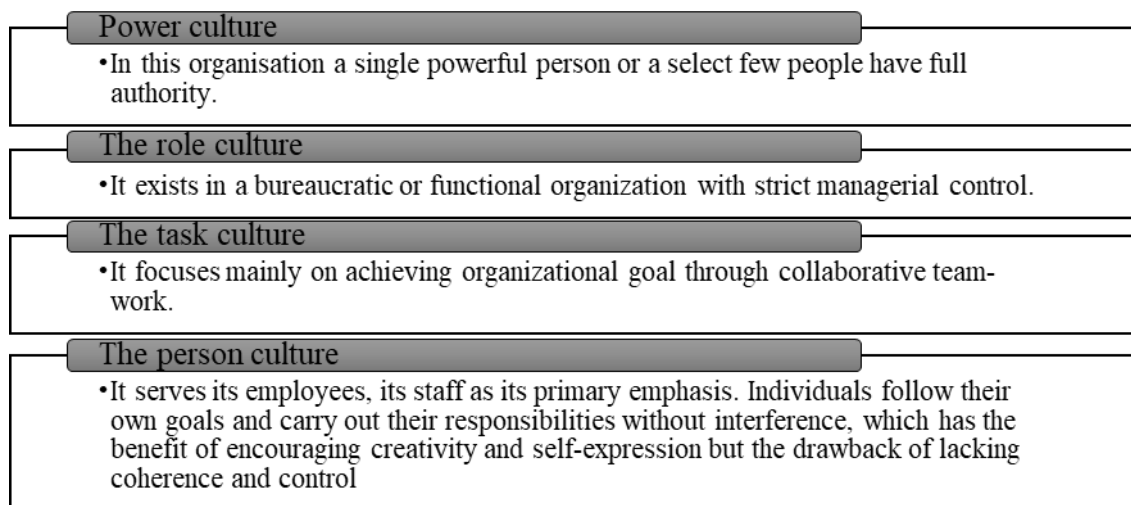 Power culture
•In this organisation a single powerful person or a select few people have full
authority.
The role culture
•It exists in a bureaucratic or functional organization with strict managerial control.
The task culture
•It focuses mainly on achieving organizational goal through collaborative team-
work.
The person culture
•It serves its employees, its staff as its primary emphasis. Individuals follow their
own goals and carry out their responsibilities without interference, which has the
benefit of encouraging creativity and self-expression but the drawback of lacking
coherence and control